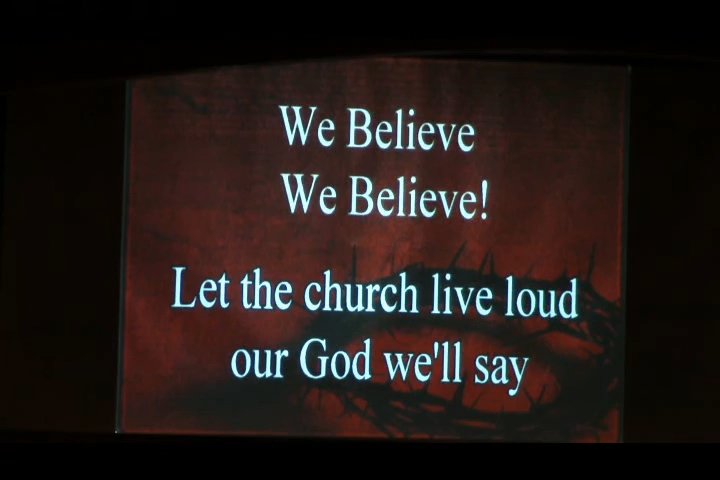 We Believe
We Believe!
Let the church live loud
our God we'll say